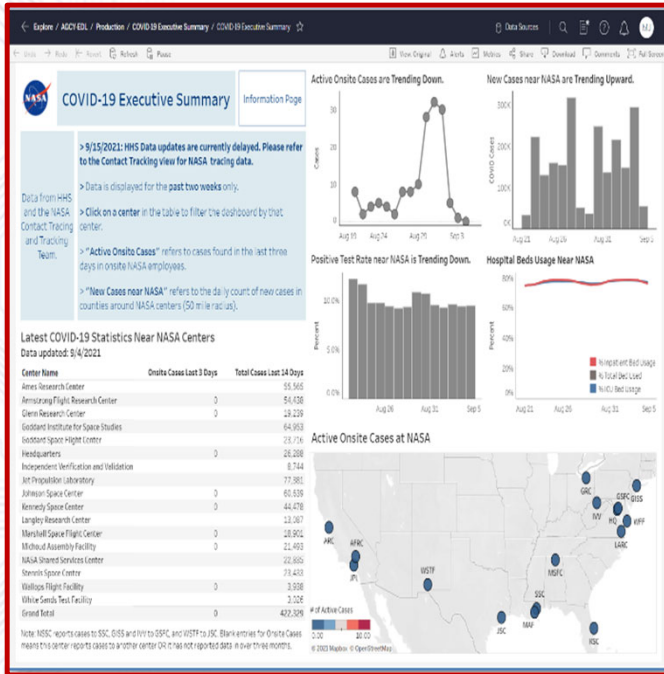 Explore / AGCY-EDL / Production / COVID-19 Executive Summary / COVID-19 Executive Summary
Data Sources
Undo Redo Revert Refresh Pause
View Original Alerts Metrics Share Download Comments Full Screen
NASA
COVID-19 Executive Summary
Information Page
Data from HHS
and the NASA
Contact Tracing
and Tracking
Team.
> 9/15/2021: HHS Data updates are currently delayed. Please refer
to the Contact Tracking view for NASA tracing data.
> Data is displayed for the past two weeks only.
> Click on a center in the table to filter the dashboard by that
center.
> "Active Onsite Cases" refers to cases found in the last three
days in onsite NASA employees.
> "New Cases near NASA" refers to the daily count of new cases in
counties around NASA centers (50 mile radius).
Latest COVID-19 Statistics Near NASA Centers
Data updated: 9/4/2021
Center Name Onsite Cases Last 3 Days Total Cases Last 14 Days
Ames Research Center 55,565
Armstrong Flight Research Center 0 54,438
Glenn Research Center 0 19,239
Goddard Institute for Space Studies 64,953
Goddard Space Flight Center 23,716
Headquarters 0 26,288
Independent Verification and Validation 8,744
Jet Propulsion Laboratory 77,381
Johnson Space Center 0 60,639
Kennedy Space Center 0 44,478
Langley Research Center 13,087
Marshall Space Flight Center 0 18,901
Michoud Assembly Facility 0 21,493
NASA Shared Services Center
Stennis Space Center 23,433
Wallops Flight Facility 0 3,938
White Sands Test Facility
Grand Total 0 422,329
Note: NSSC reports cases to SSC, GISS and IVV to GSFC, and WSTF to JSC. Blank entries for Onsite Cases
means this center reports cases to another center OR it has not reported data in over three months.
Active Onsite Cases are Trending Down.
Cases
30
20
10
0
Aug 19 Aug 24 Aug 29 Sep 3
New Cases near NASA are Trending Upward.
COVID Cases
300K
200K
100K
0K
Aug 21 Aug 26 Aug 31 Sep 5
Positive Test Rate near NASA is Trending Down.
Percent
10.0%
5.0%
0.0%
Aug 26 Aug 31 Sep 5
Hospital Beds Usage Near NASA
Percent
80%
60%
40%
20%
0%
% Inpatient Bed Usage
% Total Bed Used
% ICU Bed Usage
Aug 21 Aug 26 Aug 31 Sep 5
Active Onsite Cases at NASA
GRC
GSFC GISS
IVV
HQ
WFF
LARC
ARC
AFRC
JPL
WSTF
MSFC
SSC
MAF
JSC
KSC
# of Active Cases
0.00 10.00
© 2021 Mapbox © OpenStreetMap